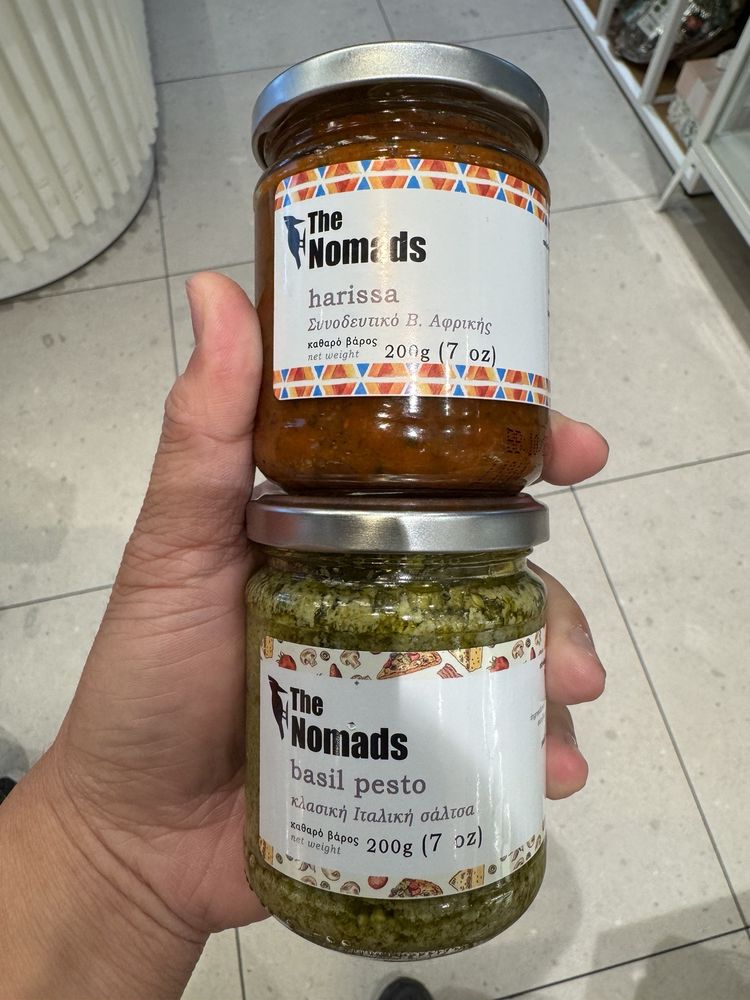 The
Nomads
harissa
Συνοδευτικό Β. Αφρικής
καθαρό βάρος
net weight
200g (7 oz)
The
Nomads
basil pesto
κλασική Ιταλική σάλτσα
καθαρό βάρος
net weight
200g (7 oz)